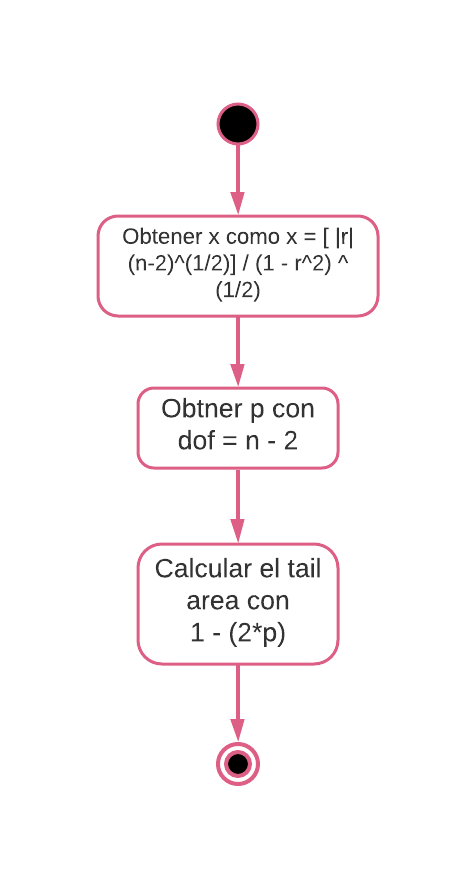 Obtener x como x = [ |r|
(n-2)^(1/2)] / (1 - r^2) ^
(1/2)
Obtner p con
dof = n - 2
Calcular el tail
area con
1 - (2*p)